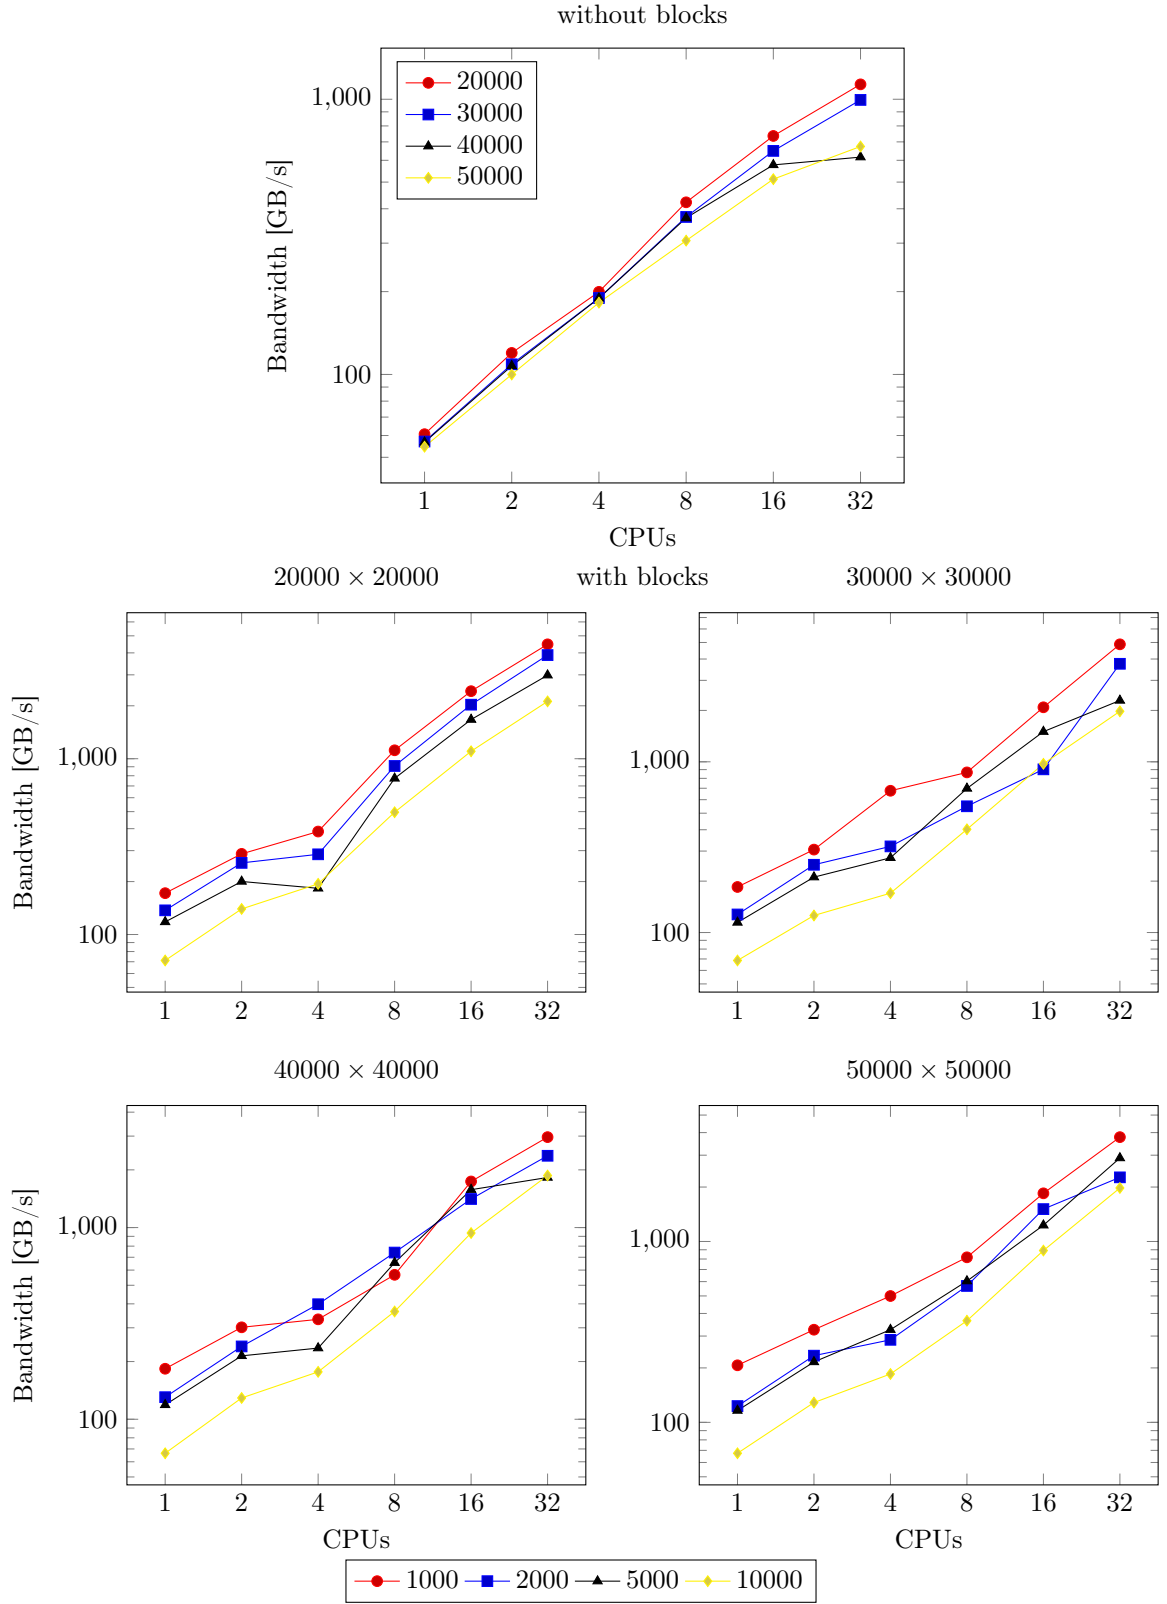 without blocks
1,000
100
Bandwidth [GB/s]
20000
30000
40000
50000
1 2 4 8 16 32
CPUs
with blocks
20000 × 20000
1,000
100
Bandwidth [GB/s]
1 2 4 8 16 32
30000 × 30000
1,000
100
1 2 4 8 16 32
40000 × 40000
1,000
100
Bandwidth [GB/s]
1 2 4 8 16 32
CPUs
50000 × 50000
1,000
100
1 2 4 8 16 32
CPUs
1000 2000 5000 10000